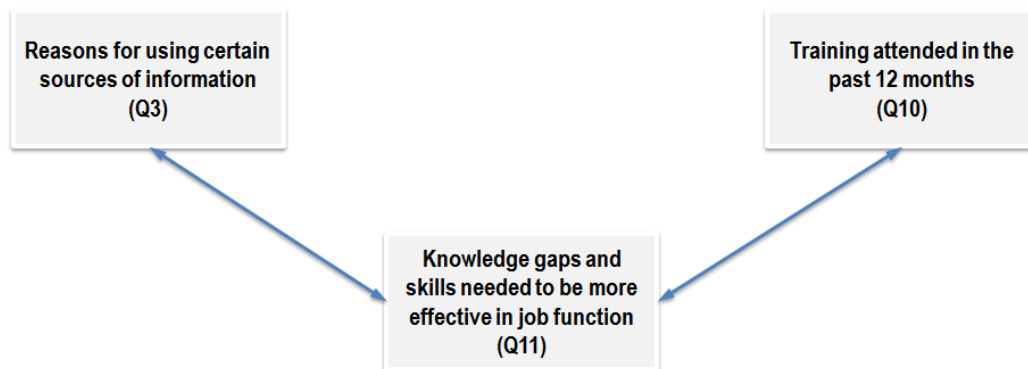 Reasons for using certain
sources of information
(Q3)
Training attended in the
past 12 months
(Q10)
Knowledge gaps and
skills needed to be more
effective in job function
(Q11)